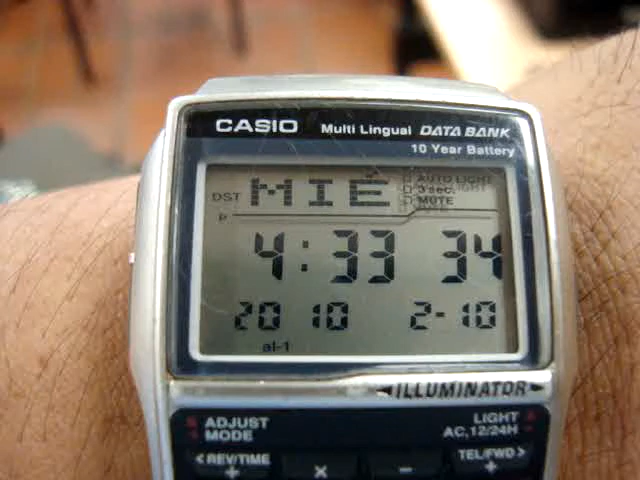 CASIO Multi Lingual DATA BANK
10 Year Battery
DST MIE AUTO LIGHT
3 sec.
MUTE
P
4:33 34
2010 2-10
al-1
ILLUMINATOR
ADJUST LIGHT
MODE AC,12/24H
<REV/TIME TEL/FWD>
+ × - +